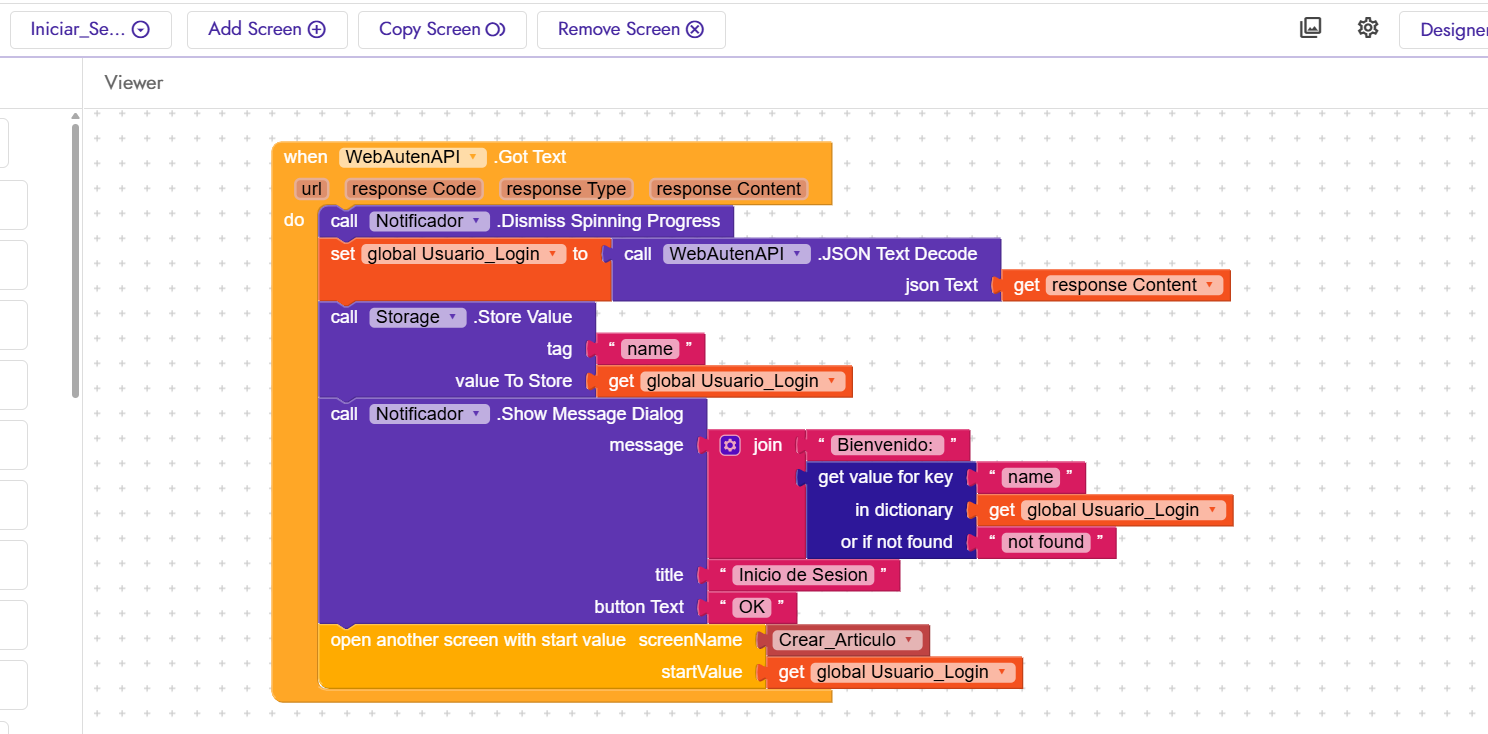 Iniciar_Se... Add Screen Copy Screen Remove Screen Designer
Viewer
when WebAutenAPI .Got Text
url response Code response Type response Content
do call Notificador .Dismiss Spinning Progress
set global Usuario_Login to call WebAutenAPI .JSON Text Decode
json Text get response Content
call Storage .Store Value
tag “ name ”
value To Store get global Usuario_Login
call Notificador .Show Message Dialog
message join “ Bienvenido: ”
get value for key “ name ”
in dictionary get global Usuario_Login
or if not found “ not found ”
title “ Inicio de Sesion ”
button Text “ OK ”
open another screen with start value screenName Crear_Articulo
startValue get global Usuario_Login